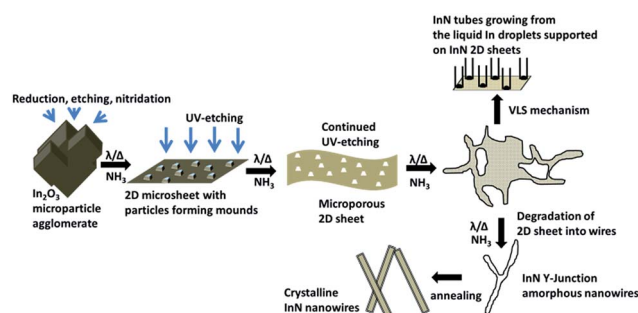 InN tubes growing from
the liquid In droplets supported
on InN 2D sheets
Reduction, etching, nitridation
UV-etching
Continued
UV-etching
VLS mechanism
λ/Δ
NH₃
λ/Δ
NH₃
λ/Δ
NH₃
In₂O₃
microparticle
agglomerate
2D microsheet with
particles forming mounds
Microporous
2D sheet
λ/Δ
NH₃
Degradation of
2D sheet into wires
Crystalline
InN nanowires
annealing
InN Y-Junction
amorphous nanowires